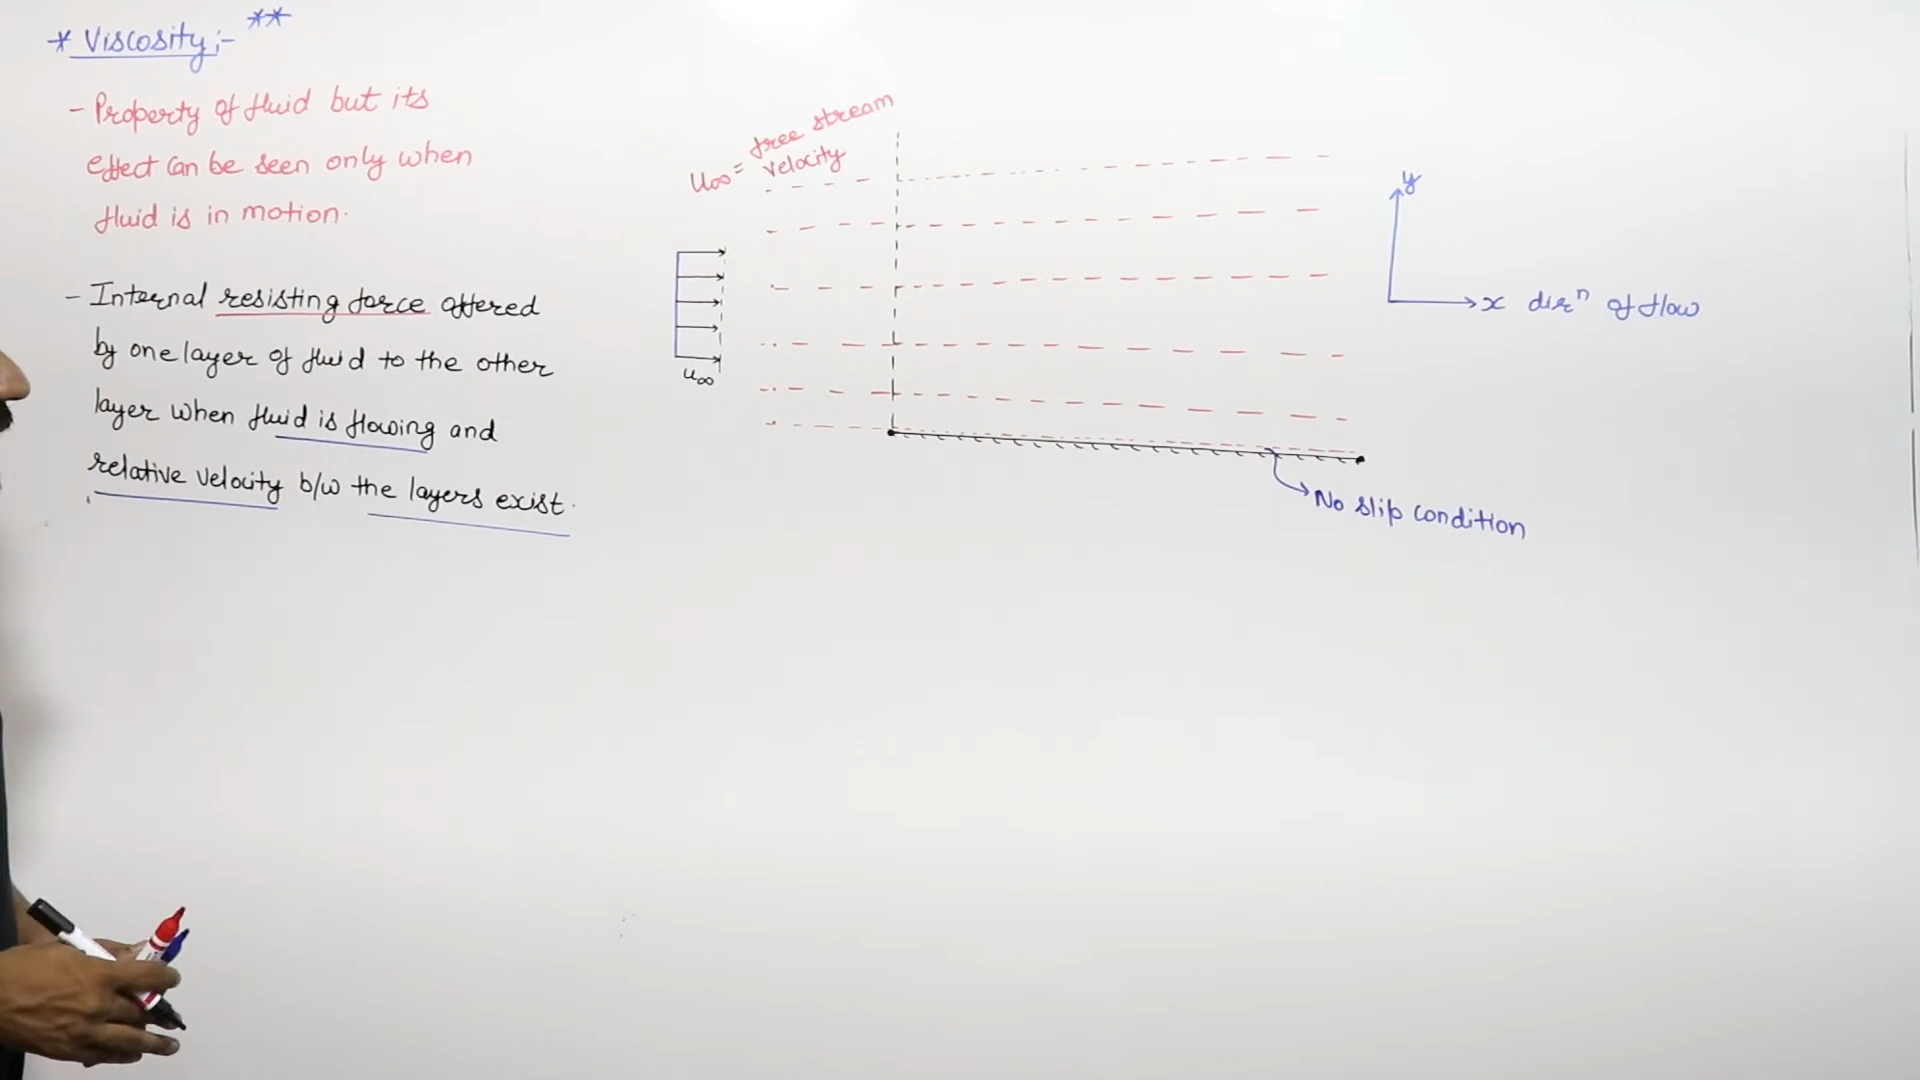 * Viscosity:- **
- Property of fluid but its
effect can be seen only when
fluid is in motion.
- Internal resisting force offered
by one layer of fluid to the other
layer when fluid is flowing and
relative velocity b/w the layers exist.
u∞ = free stream
velocity
u∞
y
x dirⁿ of flow
No slip condition